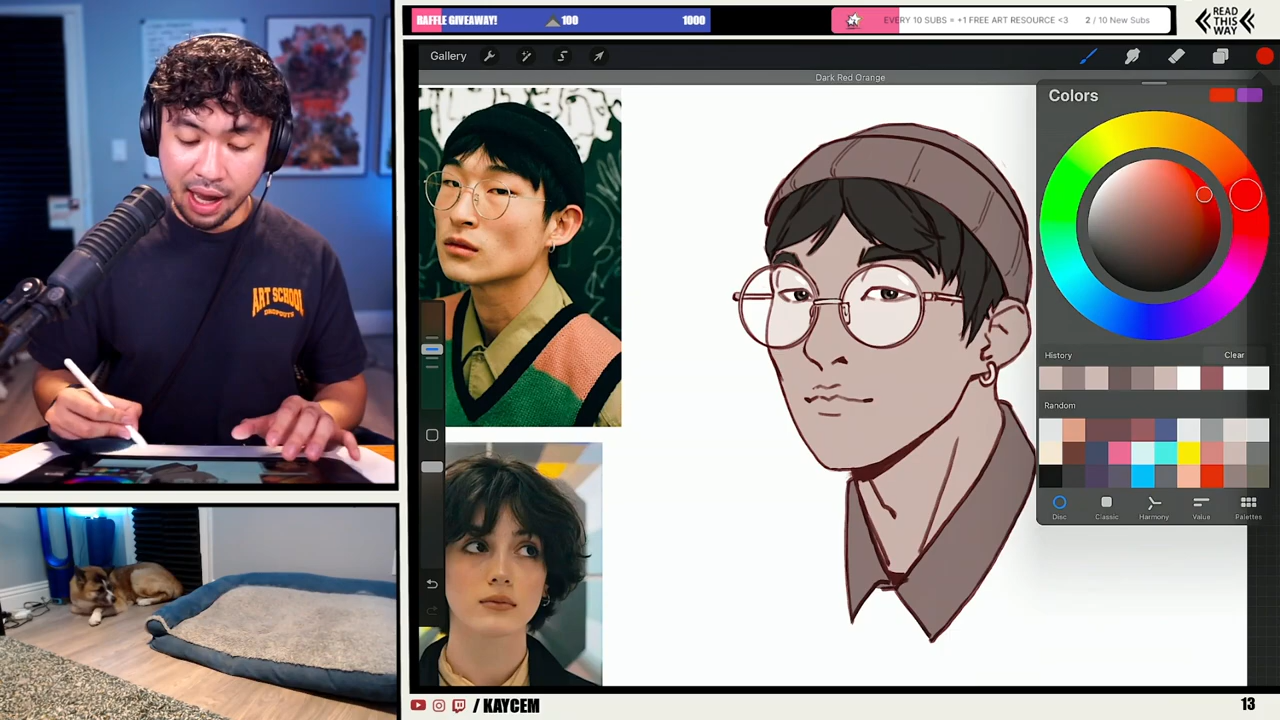 RAFFLE GIVEAWAY!
100
1000
EVERY 10 SUBS = +1 FREE ART RESOURCE <3
2 / 10 New Subs
READ
THIS
WAY
Gallery
Dark Red Orange
Colors
ART SCHOOL
DROPOUTS
History
Clear
Random
Disc
Classic
Harmony
Value
Palettes
/ KAYCEM
13